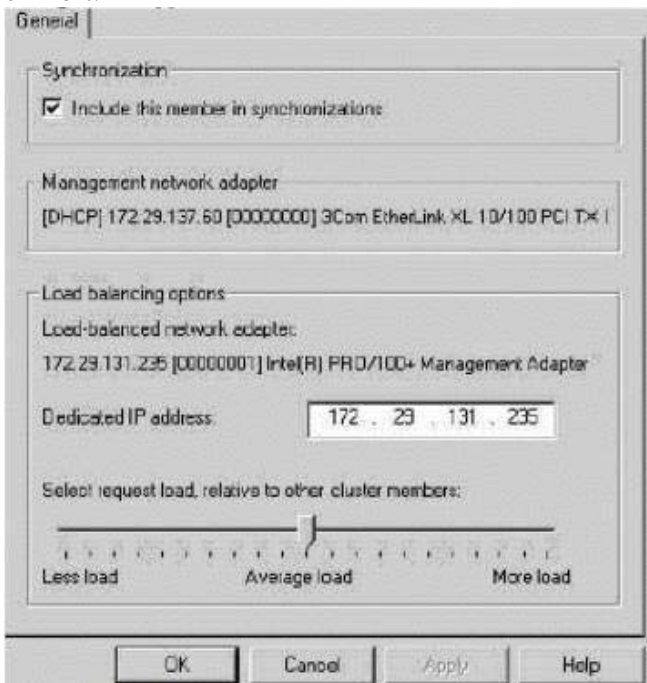 General
Synchronization
Include this member in synchronizations
Management network adapter
[DHCP] 172.29.137.60 [00000000] 3Com EtherLink XL 10/100 PCI TX
Load balancing options
Load-balanced network adapter:
172.29.131.235 [00000001] Intel(R) PRO/100+ Management Adapter
Dedicated IP address: 172 . 29 . 131 . 235
Select request load, relative to other cluster members:
Less load Average load More load
OK Cancel Apply Help